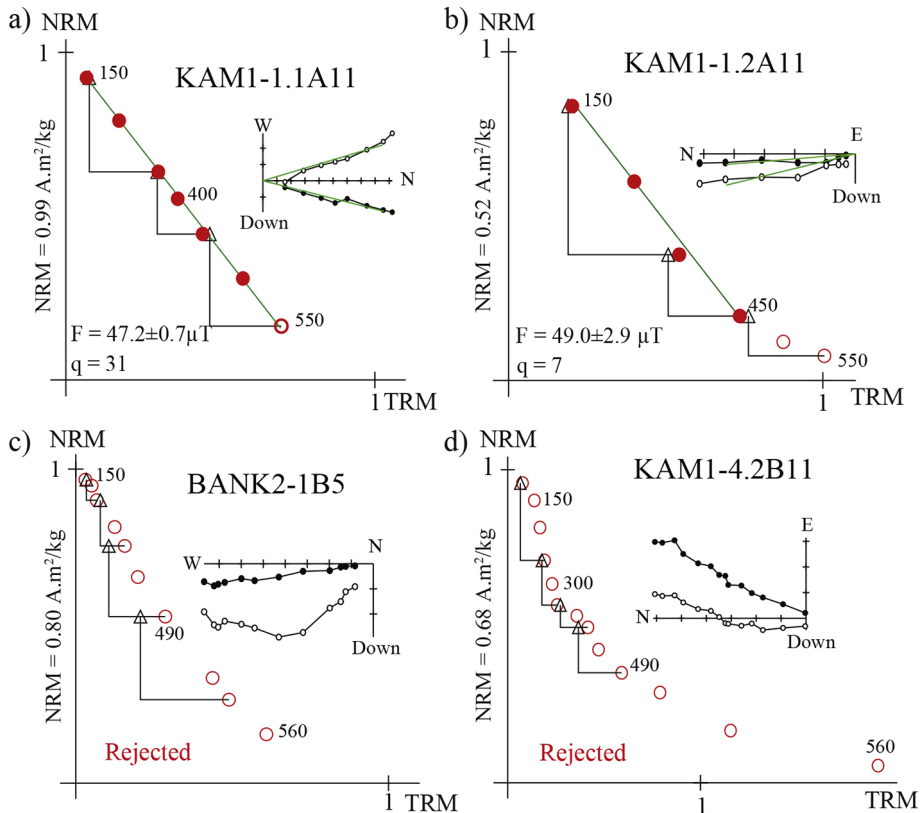 a)
NRM
1
150
KAM1-1.1A11
W
N
Down
400
550
NRM = 0.99 A.m²/kg
F = 47.2±0.7µT
q = 31
1
TRM
b)
NRM
1
150
KAM1-1.2A11
E
N
Down
450
550
NRM = 0.52 A.m²/kg
F = 49.0±2.9 µT
q = 7
1
TRM
c)
NRM
1
150
BANK2-1B5
N
W
Down
490
560
NRM = 0.80 A.m²/kg
Rejected
1
TRM
d)
NRM
1
150
KAM1-4.2B11
E
N
Down
300
490
560
NRM = 0.68 A.m²/kg
Rejected
1
TRM